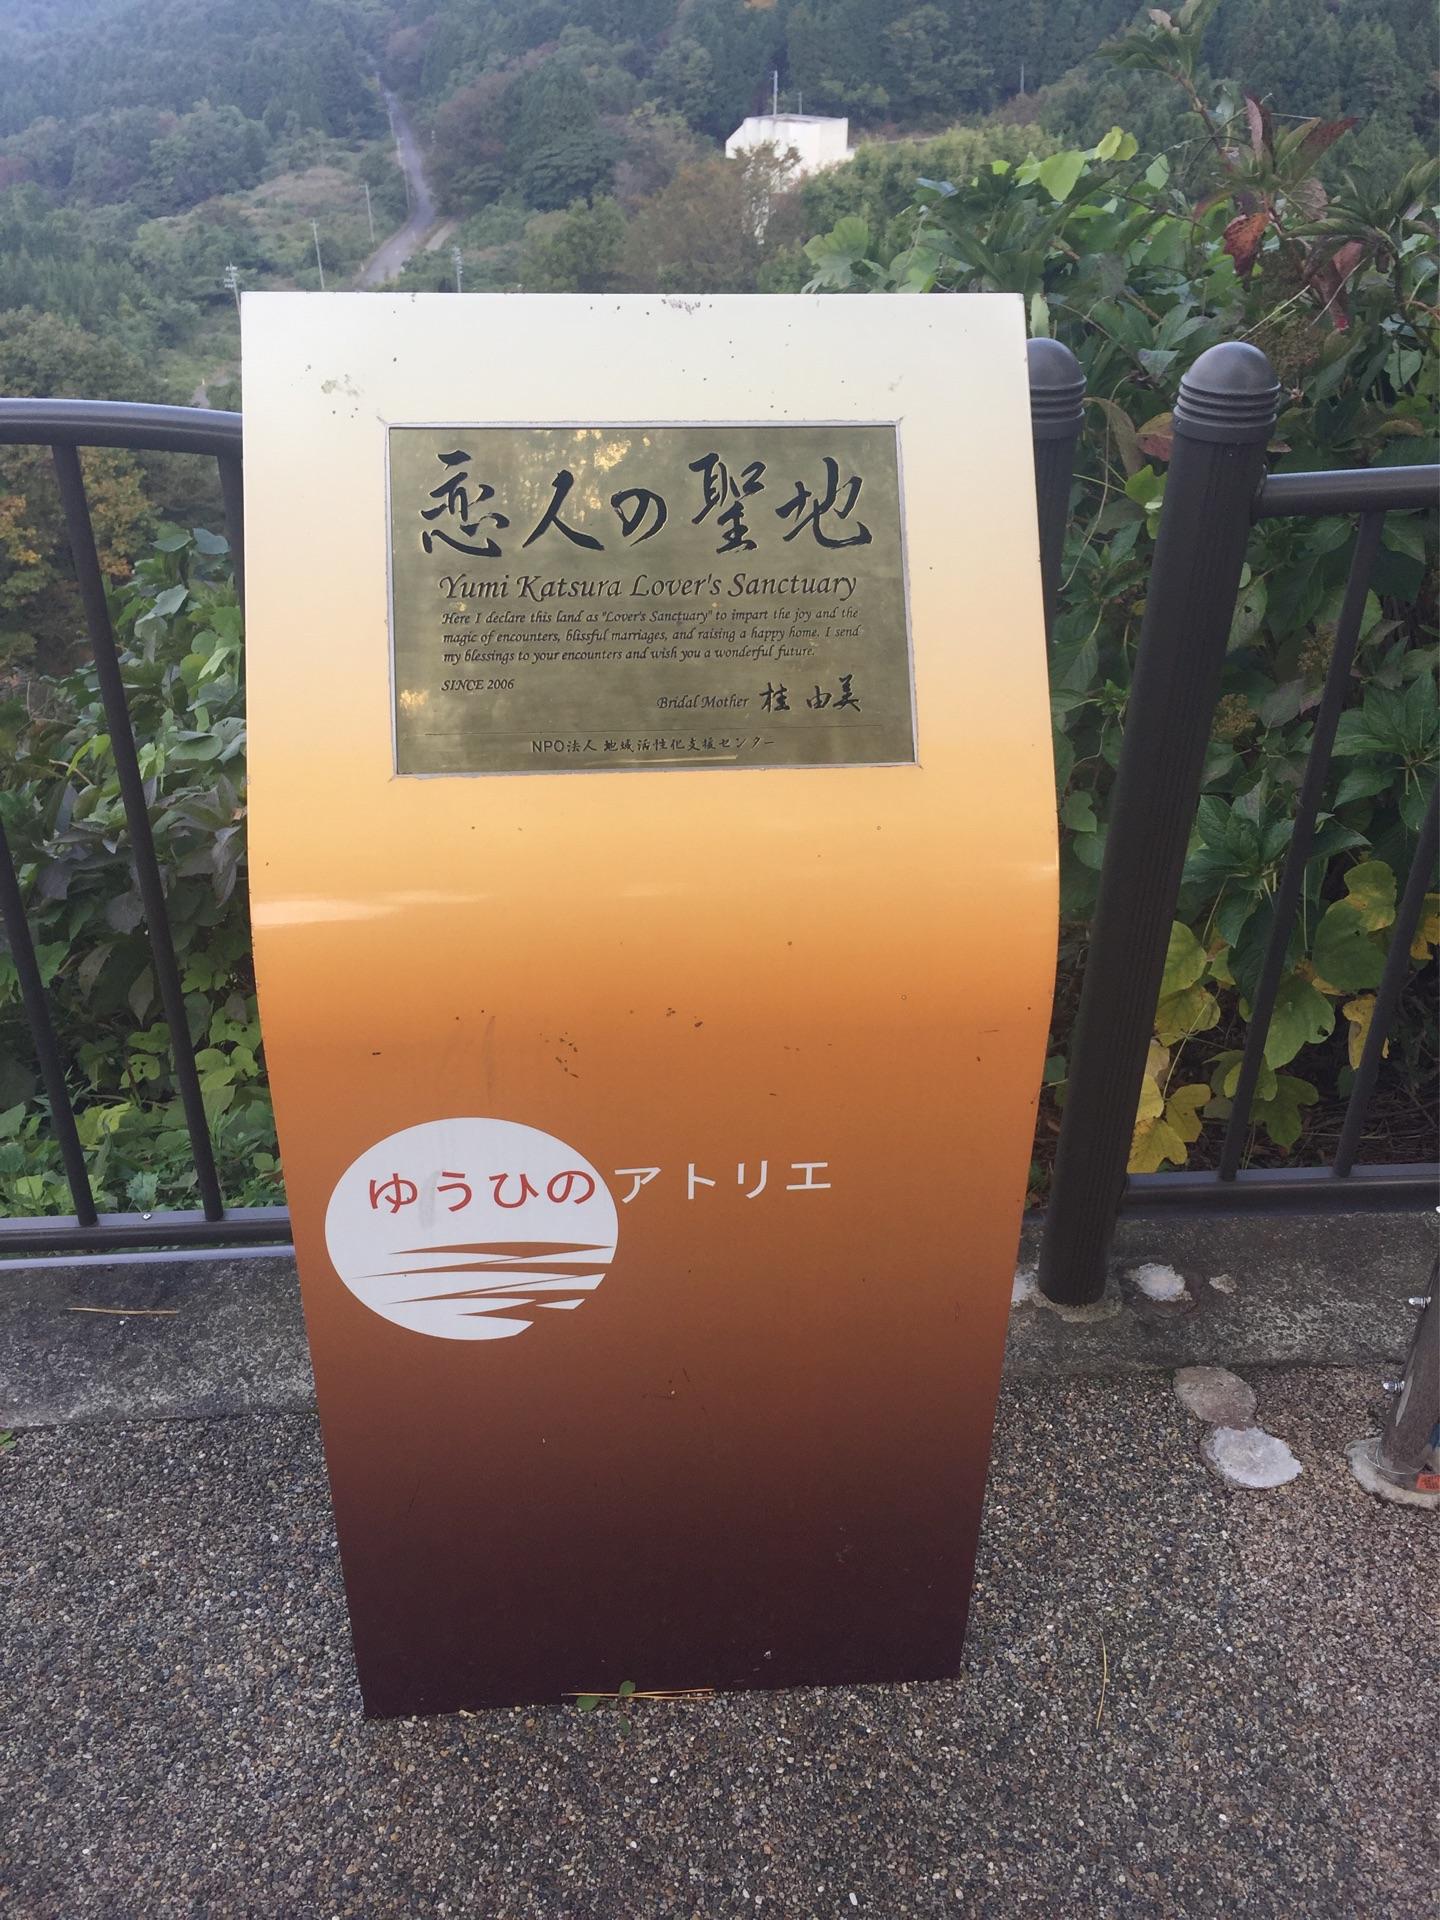 恋人の聖地
Yumi Katsura Lover's Sanctuary
Here I declare this land as "Lover's Sanctuary" to impart the joy and the
magic of encounters, blissful marriages, and raising a happy home. I send
my blessings to your encounters and wish you a wonderful future.
SINCE 2006
Bridal Mother 桂 由美
NPO法人 地域活性化支援センター
ゆうひのアトリエ